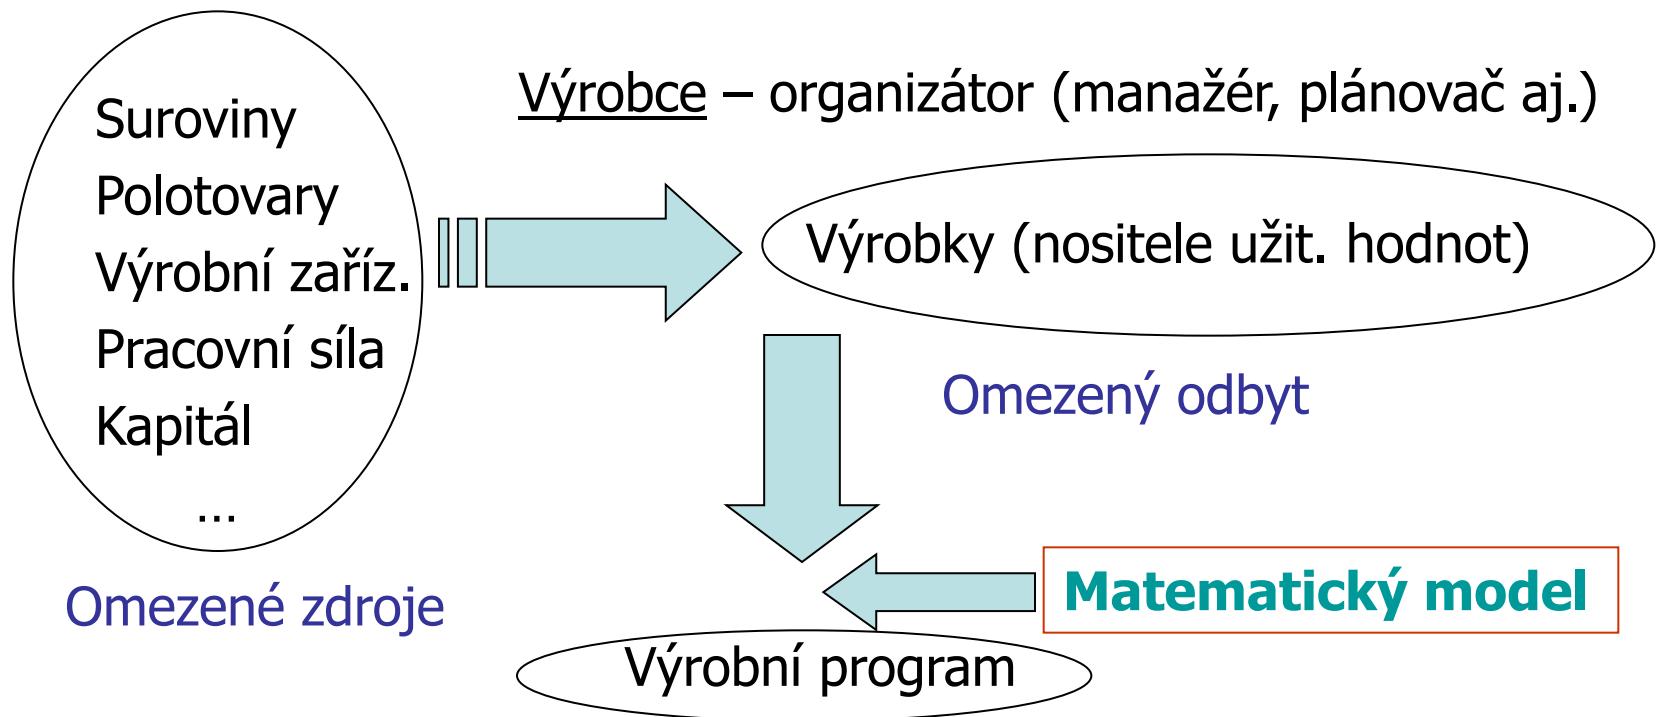 Suroviny
Polotovary
Výrobní zaříz.
Pracovní síla
Kapitál
...
Omezené zdroje
Výrobce – organizátor (manažér, plánovač aj.)
Výrobky (nositele užit. hodnot)
Omezený odbyt
Matematický model
Výrobní program